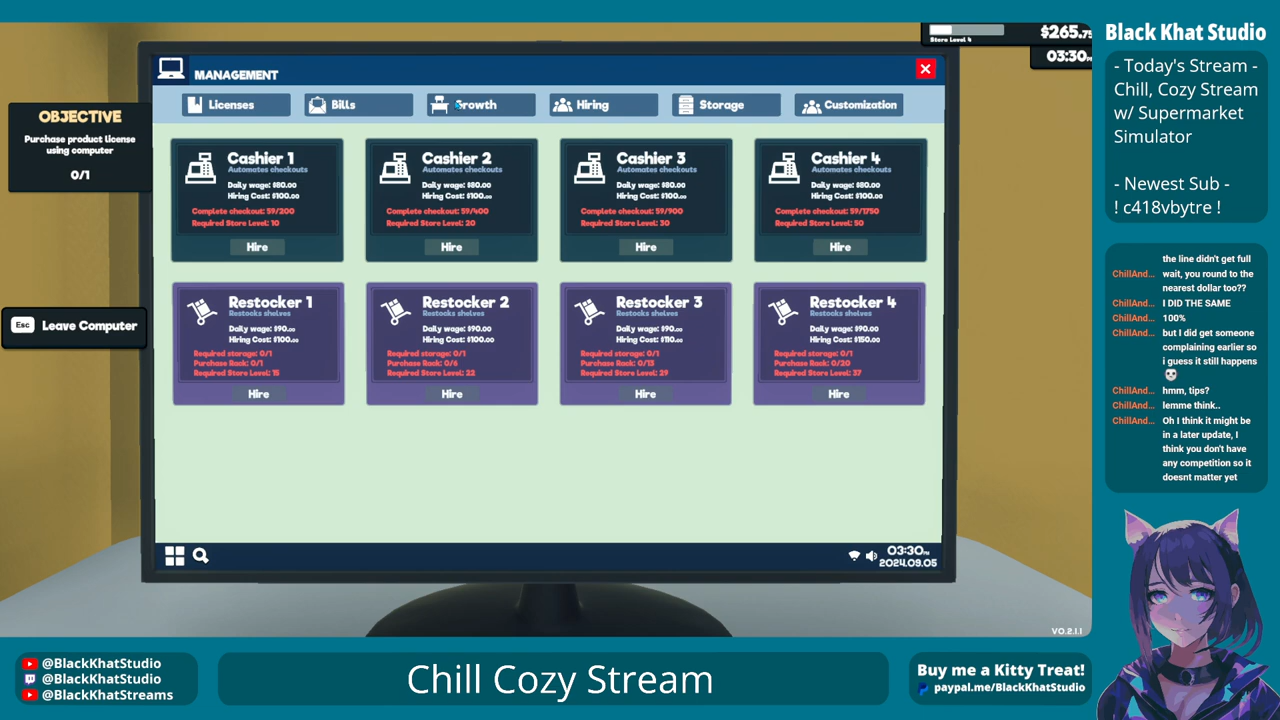 Store Level 4
$265.75
03:30
OBJECTIVE
Purchase product license
using computer
0/1
Esc Leave Computer
MANAGEMENT
Licenses Bills Growth Hiring Storage Customization
Cashier 1
Automates checkouts
Daily wage: $80.00
Hiring Cost: $100.00
Complete checkout: 59/200
Required Store Level: 10
Hire
Cashier 2
Automates checkouts
Daily wage: $80.00
Hiring Cost: $100.00
Complete checkout: 59/400
Required Store Level: 20
Hire
Cashier 3
Automates checkouts
Daily wage: $80.00
Hiring Cost: $100.00
Complete checkout: 59/900
Required Store Level: 30
Hire
Cashier 4
Automates checkouts
Daily wage: $80.00
Hiring Cost: $100.00
Complete checkout: 59/1750
Required Store Level: 50
Hire
Restocker 1
Restocks shelves
Daily wage: $90.00
Hiring Cost: $100.00
Required storage: 0/1
Purchase Rack: 0/1
Required Store Level: 15
Hire
Restocker 2
Restocks shelves
Daily wage: $90.00
Hiring Cost: $100.00
Required storage: 0/1
Purchase Rack: 0/6
Required Store Level: 22
Hire
Restocker 3
Restocks shelves
Daily wage: $90.00
Hiring Cost: $110.00
Required storage: 0/1
Purchase Rack: 0/13
Required Store Level: 29
Hire
Restocker 4
Restocks shelves
Daily wage: $90.00
Hiring Cost: $150.00
Required storage: 0/1
Purchase Rack: 0/20
Required Store Level: 37
Hire
03:30PM
2024.09.05
V0.2.1.1
Black Khat Studio
- Today's Stream -
Chill, Cozy Stream
w/ Supermarket
Simulator
- Newest Sub -
! c418vbytre !
the line didn't get full
ChillAnd... wait, you round to the
nearest dollar too??
ChillAnd... I DID THE SAME
ChillAnd... 100%
ChillAnd... but I did get someone
complaining earlier so
i guess it still happens
ChillAnd... hmm, tips?
ChillAnd... lemme think..
ChillAnd... Oh I think it might be
in a later update, I
think you don't have
any competition so it
doesnt matter yet
@BlackKhatStudio
@BlackKhatStudio
@BlackKhatStreams
Chill Cozy Stream
Buy me a Kitty Treat!
paypal.me/BlackKhatStudio